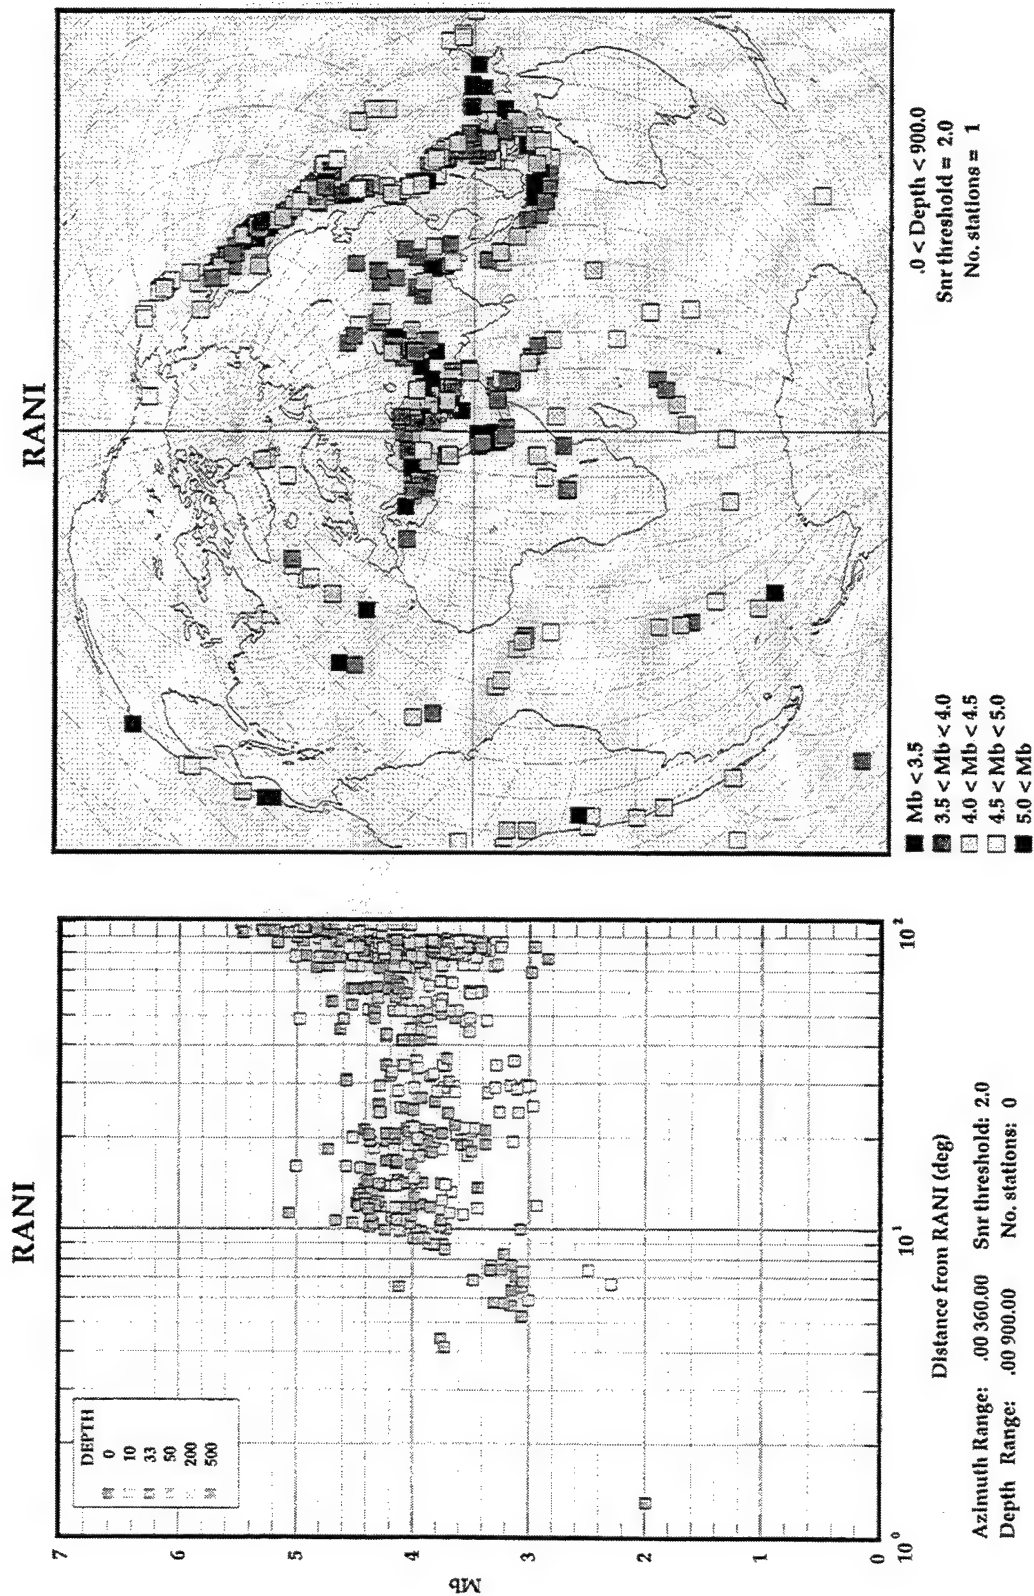 RANI
7
6
5
4
3
2
1
0
Mb
DEPTH
0
10
33
50
200
500
10⁰
10¹
10²
Distance from RANI (deg)
Azimuth Range: .00 360.00 Snr threshold: 2.0
Depth Range: .00 900.00 No. stations: 0
RANI
Mb < 3.5
3.5 < Mb < 4.0
4.0 < Mb < 4.5
4.5 < Mb < 5.0
5.0 < Mb
.0 < Depth < 900.0
Snr threshold = 2.0
No. stations = 1